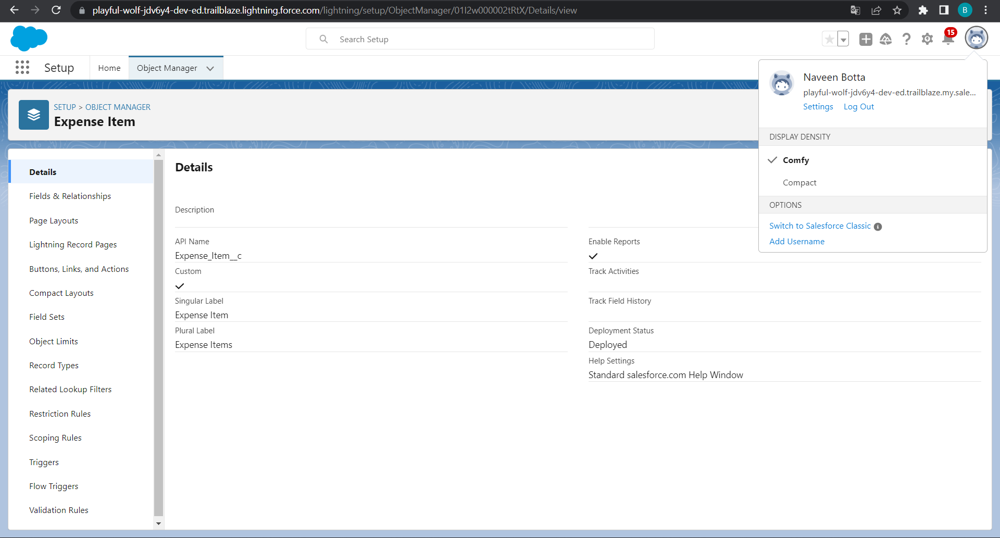 playful-wolf-jdv6y4-dev-ed.trailblaze.lightning.force.com/lightning/setup/ObjectManager/01I2w000002tRtX/Details/view
B
Search Setup
15
Setup
Home
Object Manager
Naveen Botta
playful-wolf-jdv6y4-dev-ed.trailblaze.my.sale...
Settings Log Out
SETUP > OBJECT MANAGER
Expense Item
DISPLAY DENSITY
Comfy
Compact
OPTIONS
Switch to Salesforce Classic
Add Username
Details
Fields & Relationships
Page Layouts
Lightning Record Pages
Buttons, Links, and Actions
Compact Layouts
Field Sets
Object Limits
Record Types
Related Lookup Filters
Restriction Rules
Scoping Rules
Triggers
Flow Triggers
Validation Rules
Details
Description
API Name
Expense_Item__c
Custom
Singular Label
Expense Item
Plural Label
Expense Items
Enable Reports
Track Activities
Track Field History
Deployment Status
Deployed
Help Settings
Standard salesforce.com Help Window